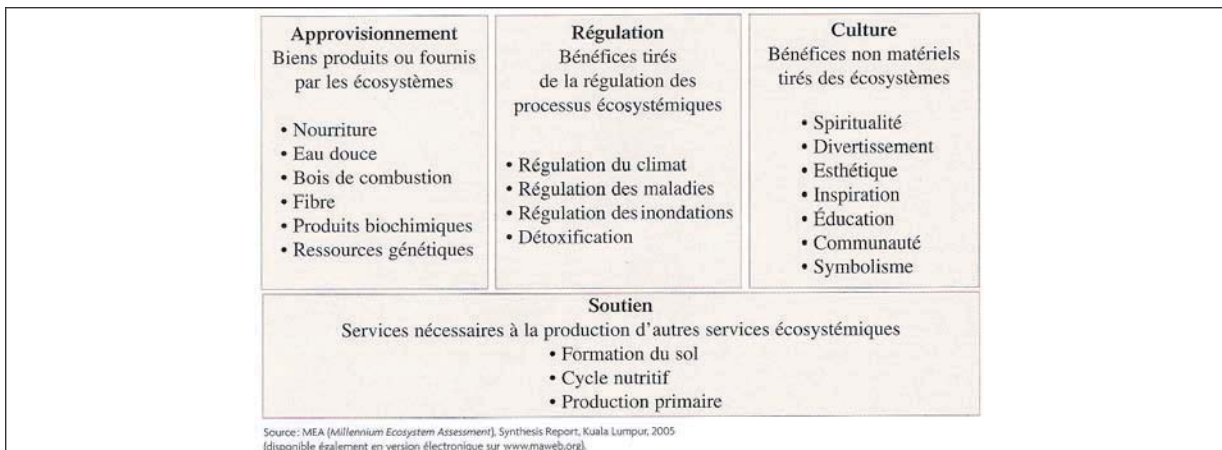 Approvisionnement
Biens produits ou fournis
par les écosystèmes
• Nourriture
• Eau douce
• Bois de combustion
• Fibre
• Produits biochimiques
• Ressources génétiques
Régulation
Bénéfices tirés
de la régulation des
processus écosystémiques
• Régulation du climat
• Régulation des maladies
• Régulation des inondations
• Détoxification
Culture
Bénéfices non matériels
tirés des écosystèmes
• Spiritualité
• Divertissement
• Esthétique
• Inspiration
• Éducation
• Communauté
• Symbolisme
Soutien
Services nécessaires à la production d'autres services écosystémiques
• Formation du sol
• Cycle nutritif
• Production primaire
Source: MEA (Millennium Ecosystem Assessment), Synthesis Report, Kuala Lumpur, 2005
(disponible également en version électronique sur www.maweb.org).